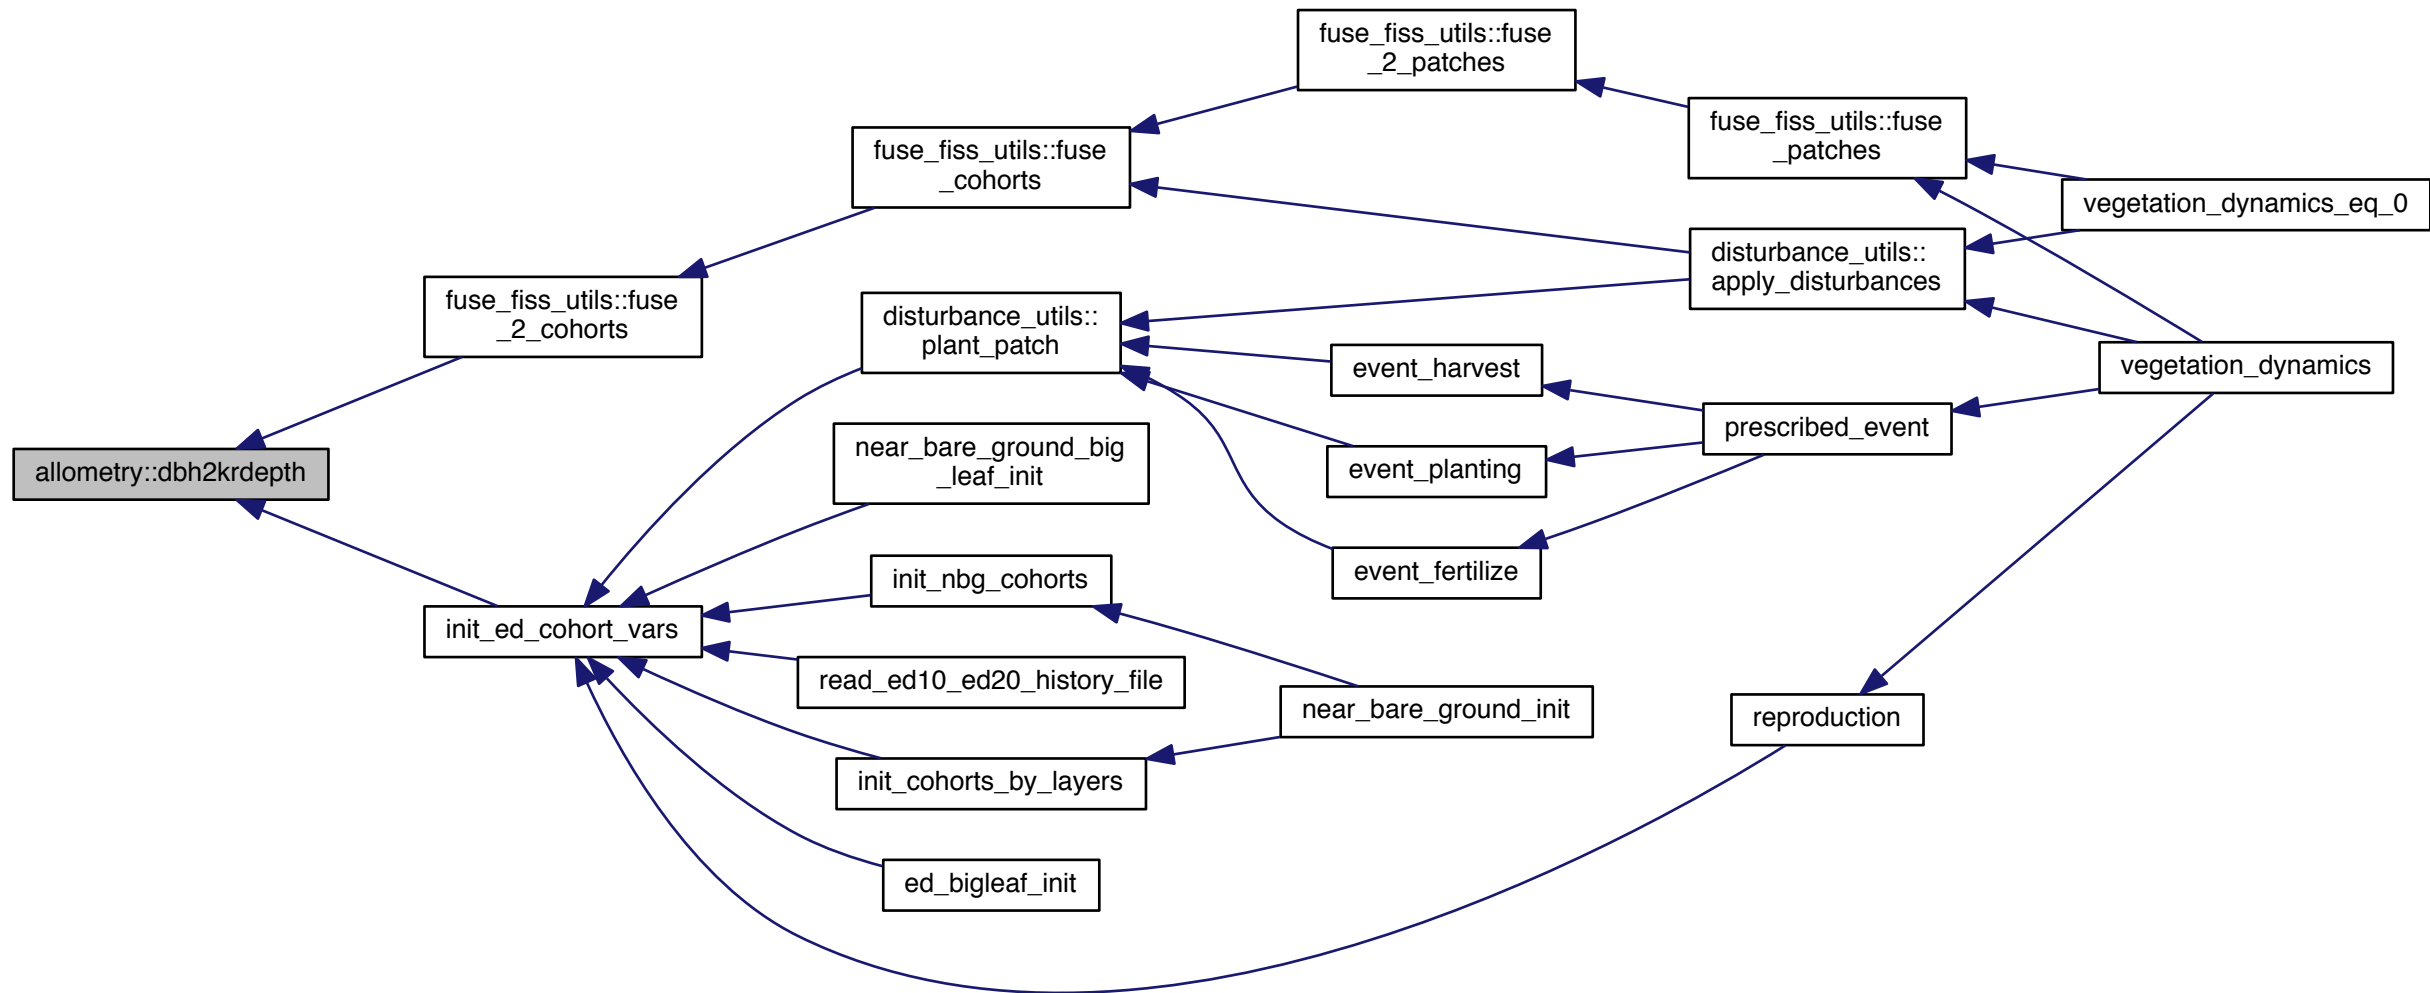 fuse_fiss_utils::fuse
_2_patches
fuse_fiss_utils::fuse
_patches
fuse_fiss_utils::fuse
_cohorts
vegetation_dynamics_eq_0
disturbance_utils::
apply_disturbances
fuse_fiss_utils::fuse
_2_cohorts
disturbance_utils::
plant_patch
event_harvest
vegetation_dynamics
prescribed_event
near_bare_ground_big
_leaf_init
event_planting
allometry::dbh2krdepth
event_fertilize
init_nbg_cohorts
init_ed_cohort_vars
read_ed10_ed20_history_file
near_bare_ground_init
reproduction
init_cohorts_by_layers
ed_bigleaf_init